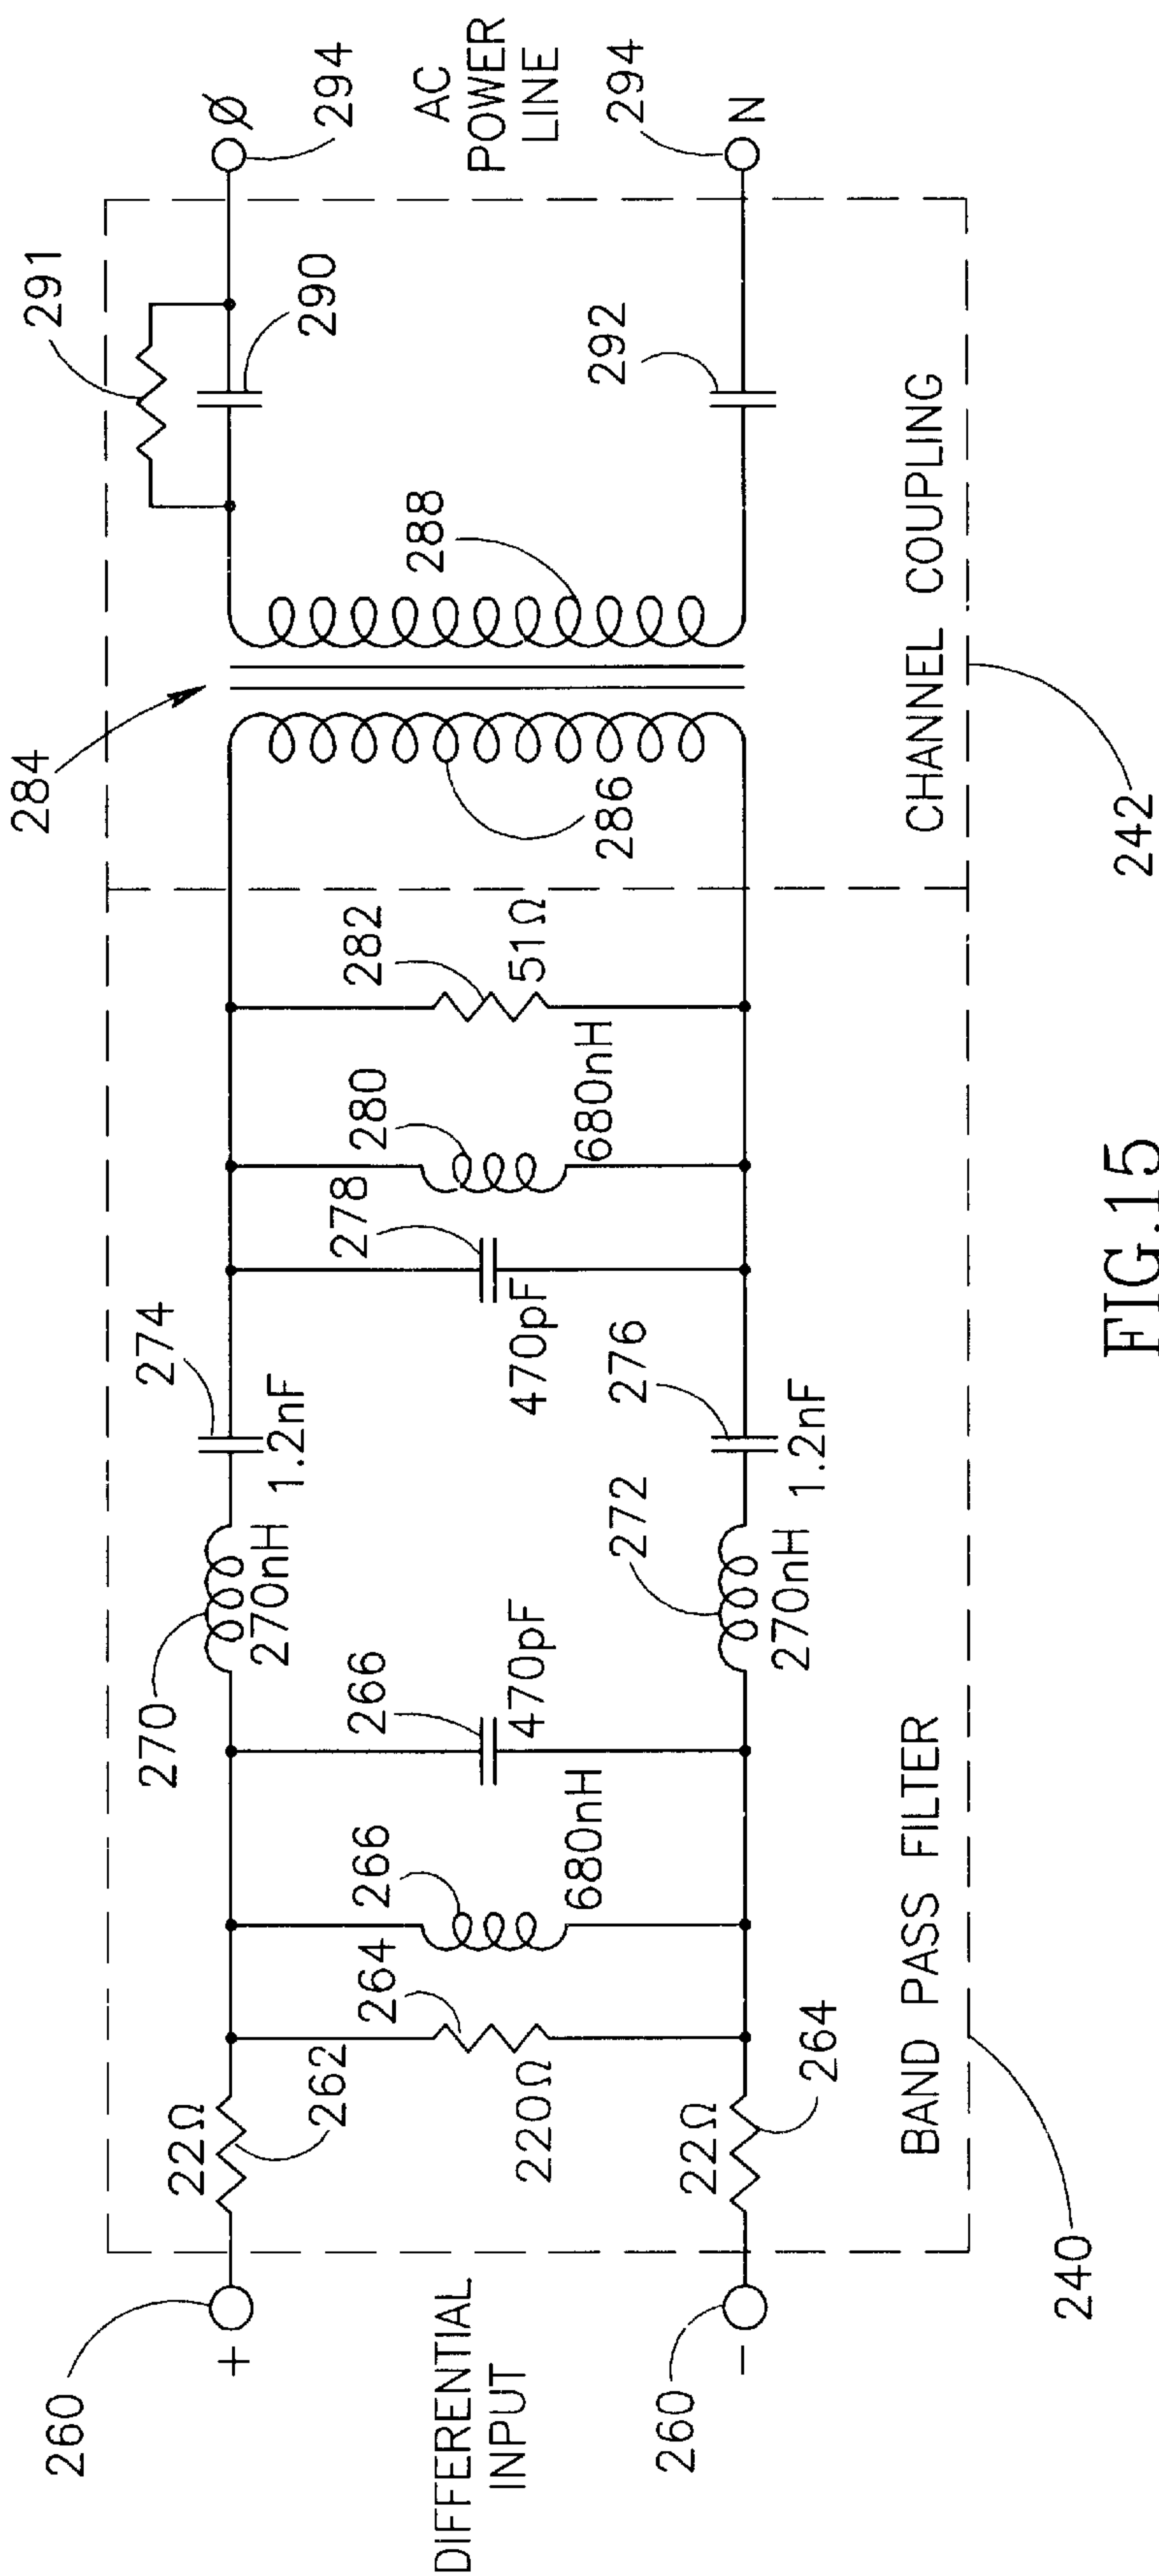 260
+
DIFFERENTIAL
INPUT
260
-
22Ω
262
264
220Ω
22Ω
264
266
680nH
266
470pF
270
270nH
272
270nH
274
1.2nF
276
1.2nF
278
470pF
280
680nH
282
51Ω
BAND PASS FILTER
240
284
286
288
291
290
292
CHANNEL COUPLING
242
Ø
294
AC
POWER
LINE
294
N
FIG.15